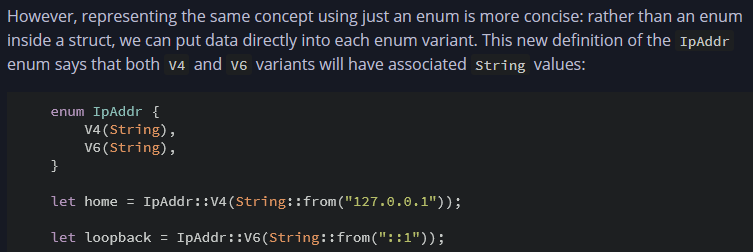 However, representing the same concept using just an enum is more concise: rather than an enum
inside a struct, we can put data directly into each enum variant. This new definition of the IpAddr
enum says that both V4 and V6 variants will have associated String values:
enum IpAddr {
    V4(String),
    V6(String),
}
let home = IpAddr::V4(String::from("127.0.0.1"));
let loopback = IpAddr::V6(String::from("::1"));